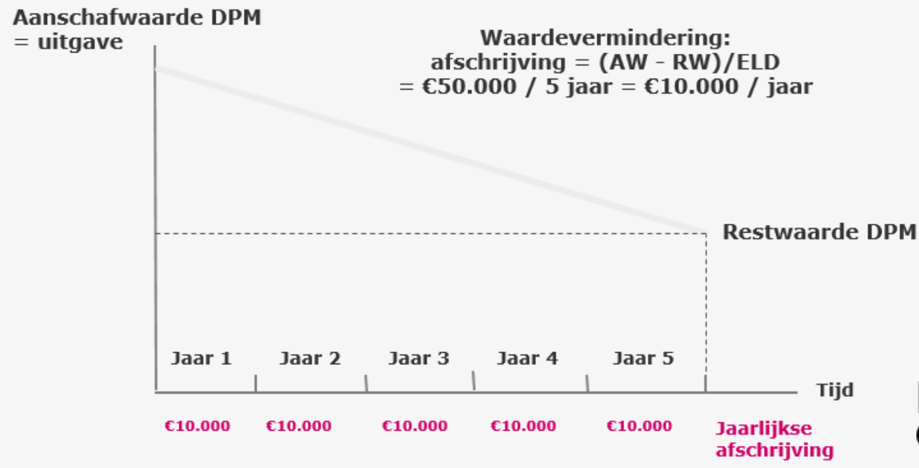 Aanschafwaarde DPM
= uitgave
Waardevermindering:
afschrijving = (AW - RW)/ELD
= €50.000 / 5 jaar = €10.000 / jaar
Restwaarde DPM
Jaar 1
Jaar 2
Jaar 3
Jaar 4
Jaar 5
Tijd
€10.000
€10.000
€10.000
€10.000
€10.000
Jaarlijkse
afschrijving